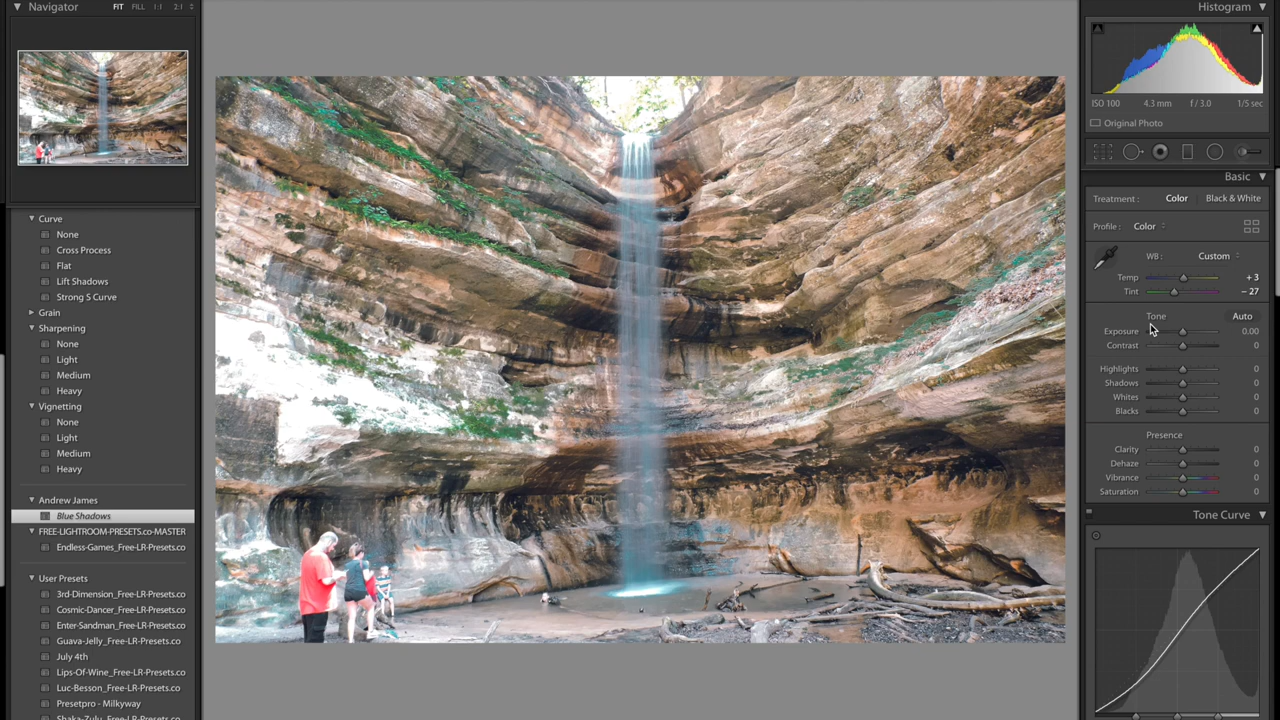 Navigator
FIT FILL 1:1 2:1
Curve
None
Cross Process
Flat
Lift Shadows
Strong S Curve
Grain
Sharpening
None
Light
Medium
Heavy
Vignetting
None
Light
Medium
Heavy
Andrew James
Blue Shadows
FREE-LIGHTROOM-PRESETS.co-MASTER
Endless-Games_Free-LR-Presets.co
User Presets
3rd-Dimension_Free-LR-Presets.co
Cosmic-Dancer_Free-LR-Presets.co
Enter-Sandman_Free-LR-Presets.co
Guava-Jelly_Free-LR-Presets.co
July 4th
Lips-Of-Wine_Free-LR-Presets.co
Luc-Besson_Free-LR-Presets.co
Presetpro - Milkyway
Shaka-Zulu_Free-LR-Presets.co
Histogram
ISO 100 4.3 mm f / 3.0 1/5 sec
Original Photo
Basic
Treatment : Color Black & White
Profile : Color
WB : Custom
Temp + 3
Tint – 27
Tone Auto
Exposure 0.00
Contrast 0
Highlights 0
Shadows 0
Whites 0
Blacks 0
Presence
Clarity 0
Dehaze 0
Vibrance 0
Saturation 0
Tone Curve